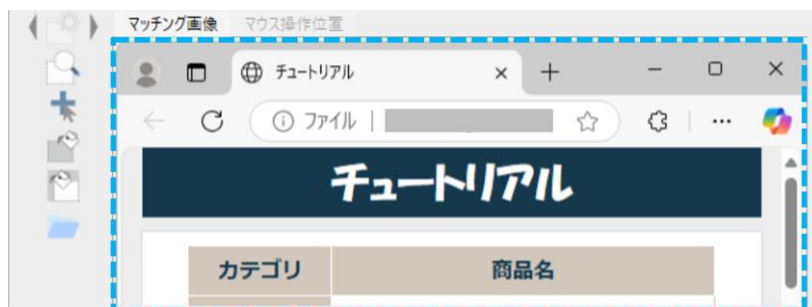 マッチング画像 マウス操作位置
チュートリアル
ファイル |
チュートリアル
カテゴリ 商品名